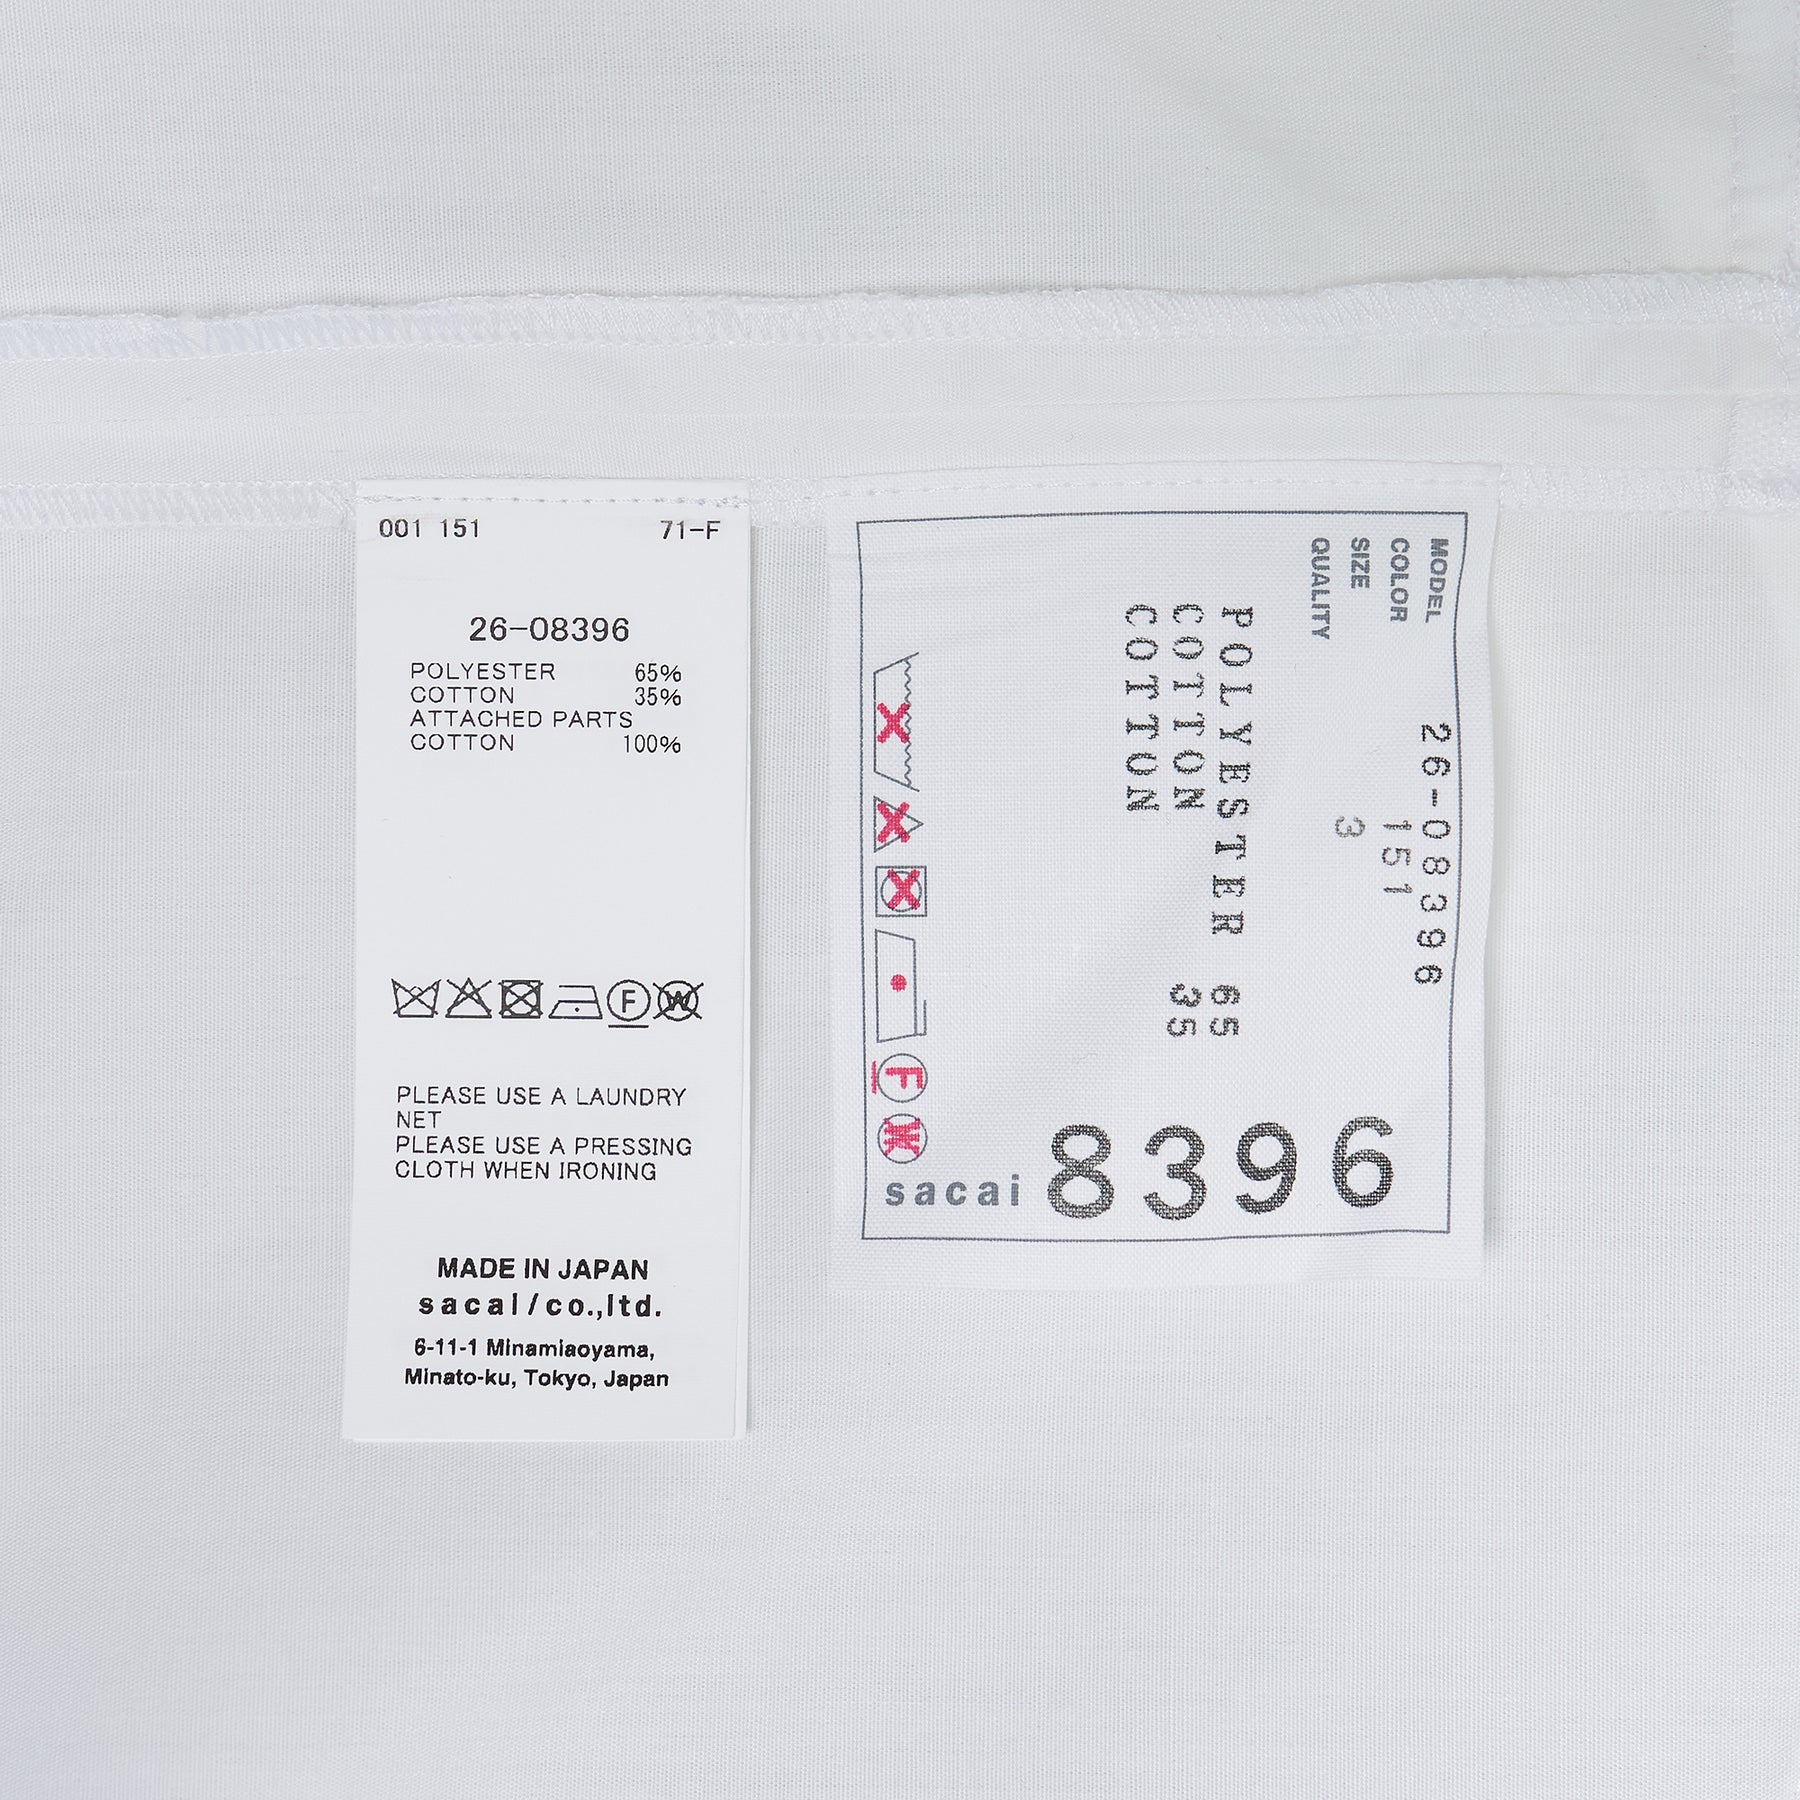 001 151 71-F
26-08396
POLYESTER 65%
COTTON 35%
ATTACHED PARTS
COTTON 100%
F W
PLEASE USE A LAUNDRY
NET
PLEASE USE A PRESSING
CLOTH WHEN IRONING
MADE IN JAPAN
sacai/co.,ltd.
6-11-1 Minamiaoyama,
Minato-ku, Tokyo, Japan
MODEL 26-08396
COLOR 151
SIZE 3
QUALITY
POLYESTER 65
COTTON 35
COTTON
F W
sacai 8396